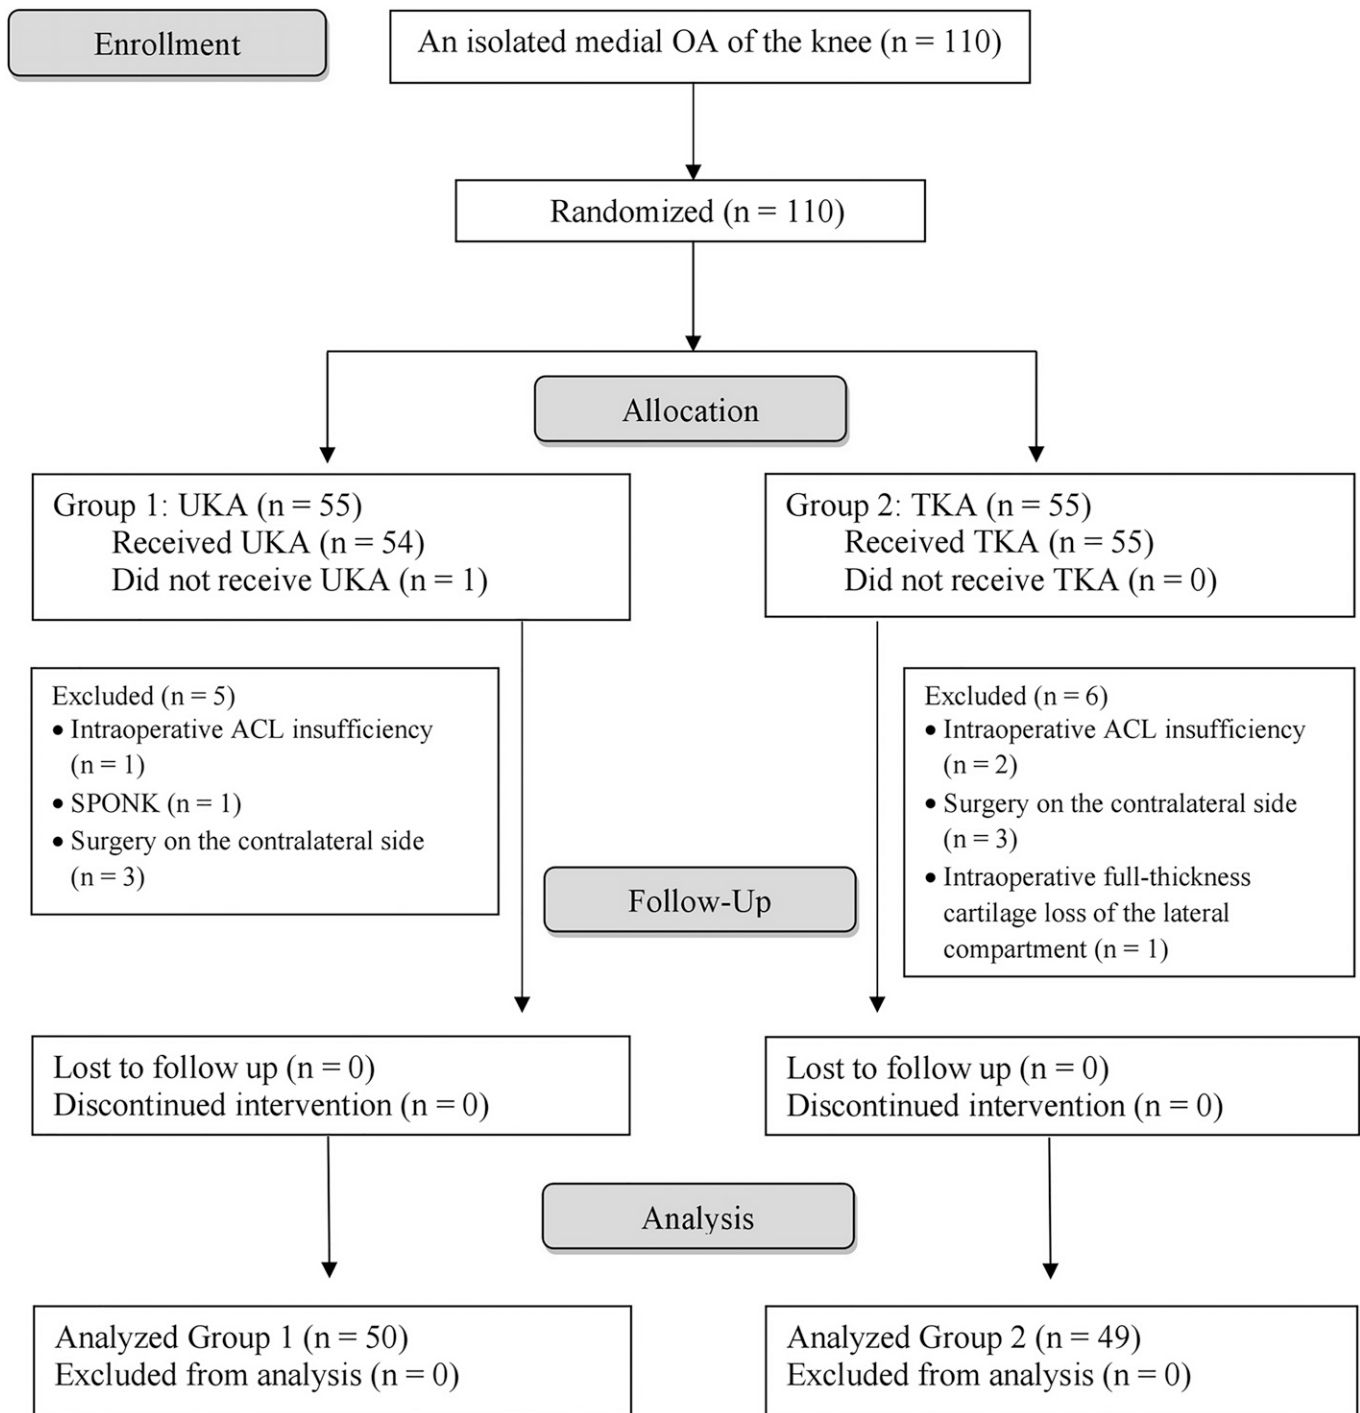 Enrollment
An isolated medial OA of the knee (n = 110)
Randomized (n = 110)
Allocation
Group 1: UKA (n = 55)
Received UKA (n = 54)
Did not receive UKA (n = 1)
Group 2: TKA (n = 55)
Received TKA (n = 55)
Did not receive TKA (n = 0)
Excluded (n = 5)
• Intraoperative ACL insufficiency
(n = 1)
• SPONK (n = 1)
• Surgery on the contralateral side
(n = 3)
Excluded (n = 6)
• Intraoperative ACL insufficiency
(n = 2)
• Surgery on the contralateral side
(n = 3)
• Intraoperative full-thickness
cartilage loss of the lateral
compartment (n = 1)
Follow-Up
Lost to follow up (n = 0)
Discontinued intervention (n = 0)
Lost to follow up (n = 0)
Discontinued intervention (n = 0)
Analysis
Analyzed Group 1 (n = 50)
Excluded from analysis (n = 0)
Analyzed Group 2 (n = 49)
Excluded from analysis (n = 0)